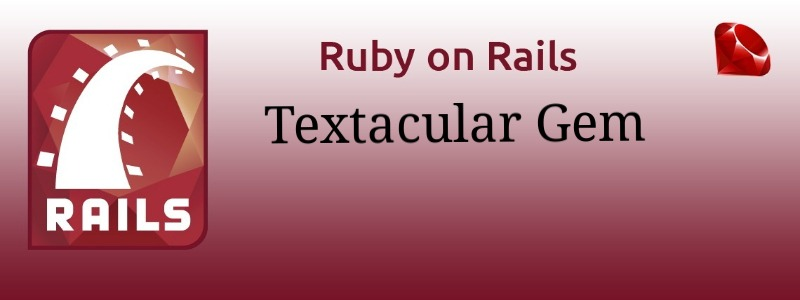 Ruby on Rails
Textacular Gem
RAILS